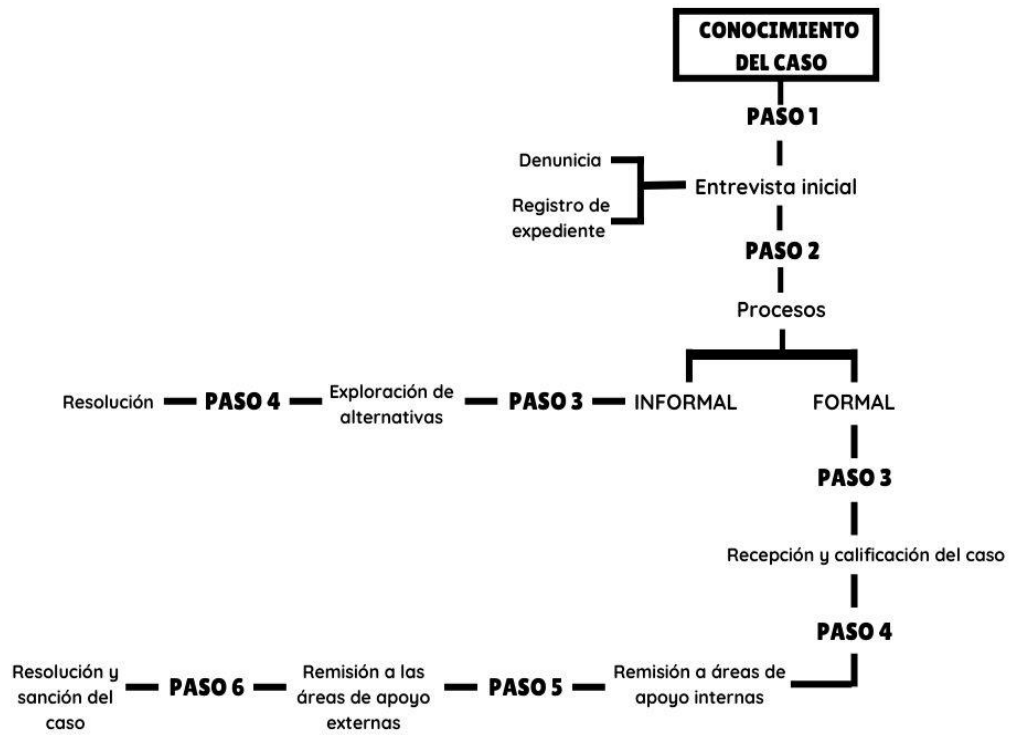 CONOCIMIENTO
DEL CASO
PASO 1
Denunicia
Entrevista inicial
Registro de
expediente
PASO 2
Procesos
INFORMAL
FORMAL
PASO 3
Exploración de
alternativas
PASO 4
Resolución
PASO 3
Recepción y calificación del caso
PASO 4
Remisión a áreas de
apoyo internas
PASO 5
Remisión a las
áreas de apoyo
externas
PASO 6
Resolución y
sanción del
caso